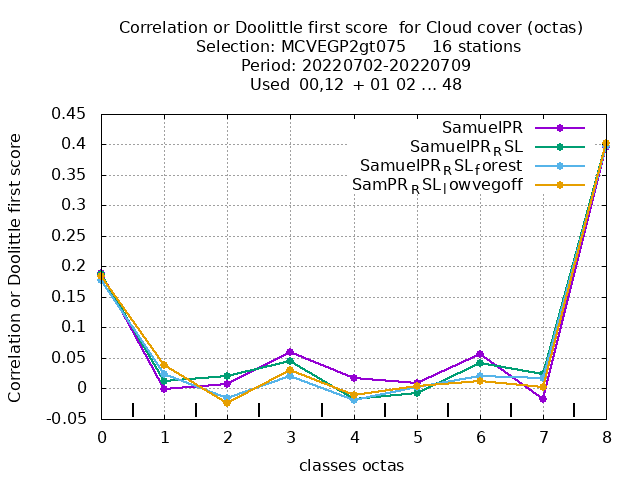 Correlation or Doolittle first score  for Cloud cover (octas)
Selection: MCVEGP2gt075     16 stations
Period: 20220702-20220709
Used  00,12  + 01 02 ... 48
Correlation or Doolittle first score
0.45
0.4
0.35
0.3
0.25
0.2
0.15
0.1
0.05
0
-0.05
SamuelPR
SamuelPR_RSL
SamuelPR_RSL_forest
SamPR_RSL_lowvegoff
0 1 2 3 4 5 6 7 8
classes octas